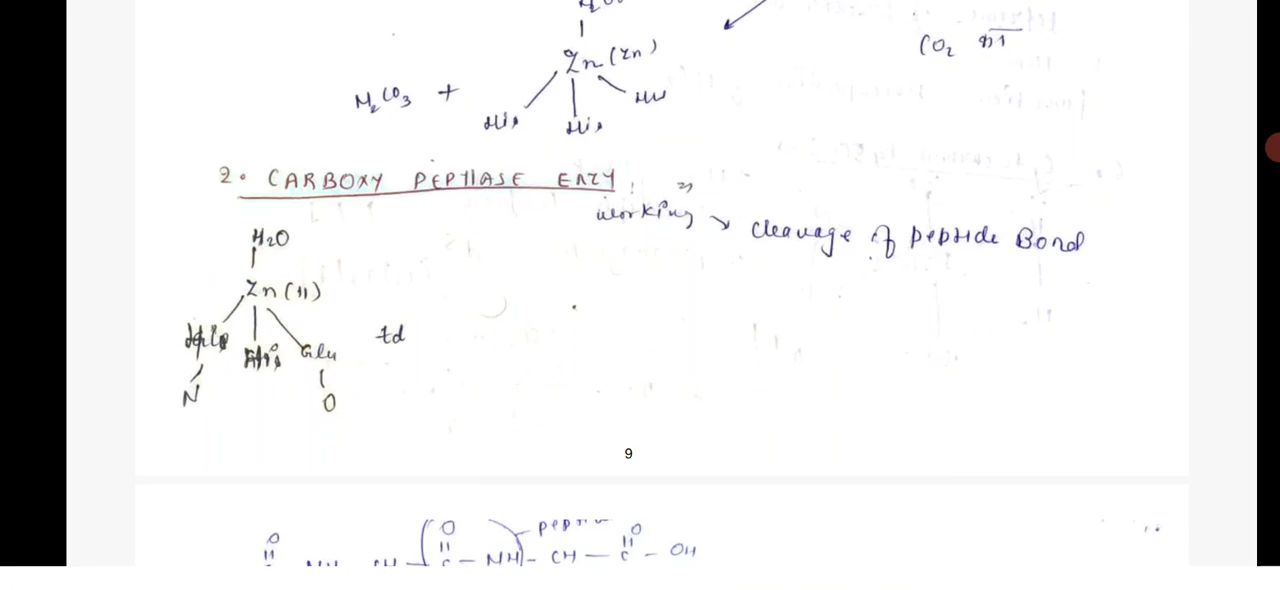 Zn (Zn)
CO2
H2CO3 +
His His His
2. CARBOXY PEPTIASE ENZY
working → cleavage of peptide Bond
H2O
Zn (II)
His His Glu td
N O
9
O O O
|| || ||
C - NH - CH - C - OH